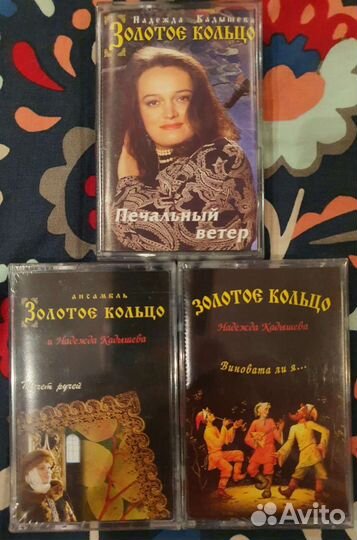 Надежда Кадышева
Золотое кольцо
Печальный
ветер
ансамбль
Золотое кольцо
и Надежда Кадышева
Течет ручей
Золотое кольцо
Надежда Кадышева
Виновата ли я...
Avito